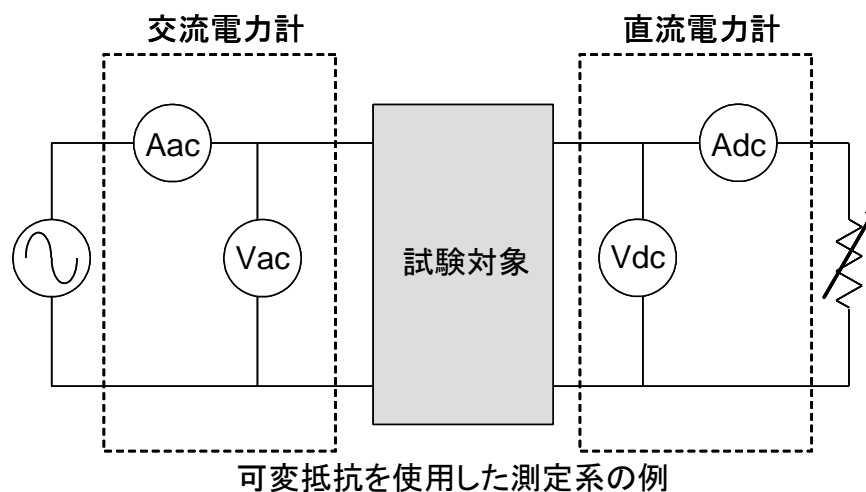 交流電力計
直流電力計
Aac
Adc
Vac
試験対象
Vdc
可変抵抗を使用した測定系の例